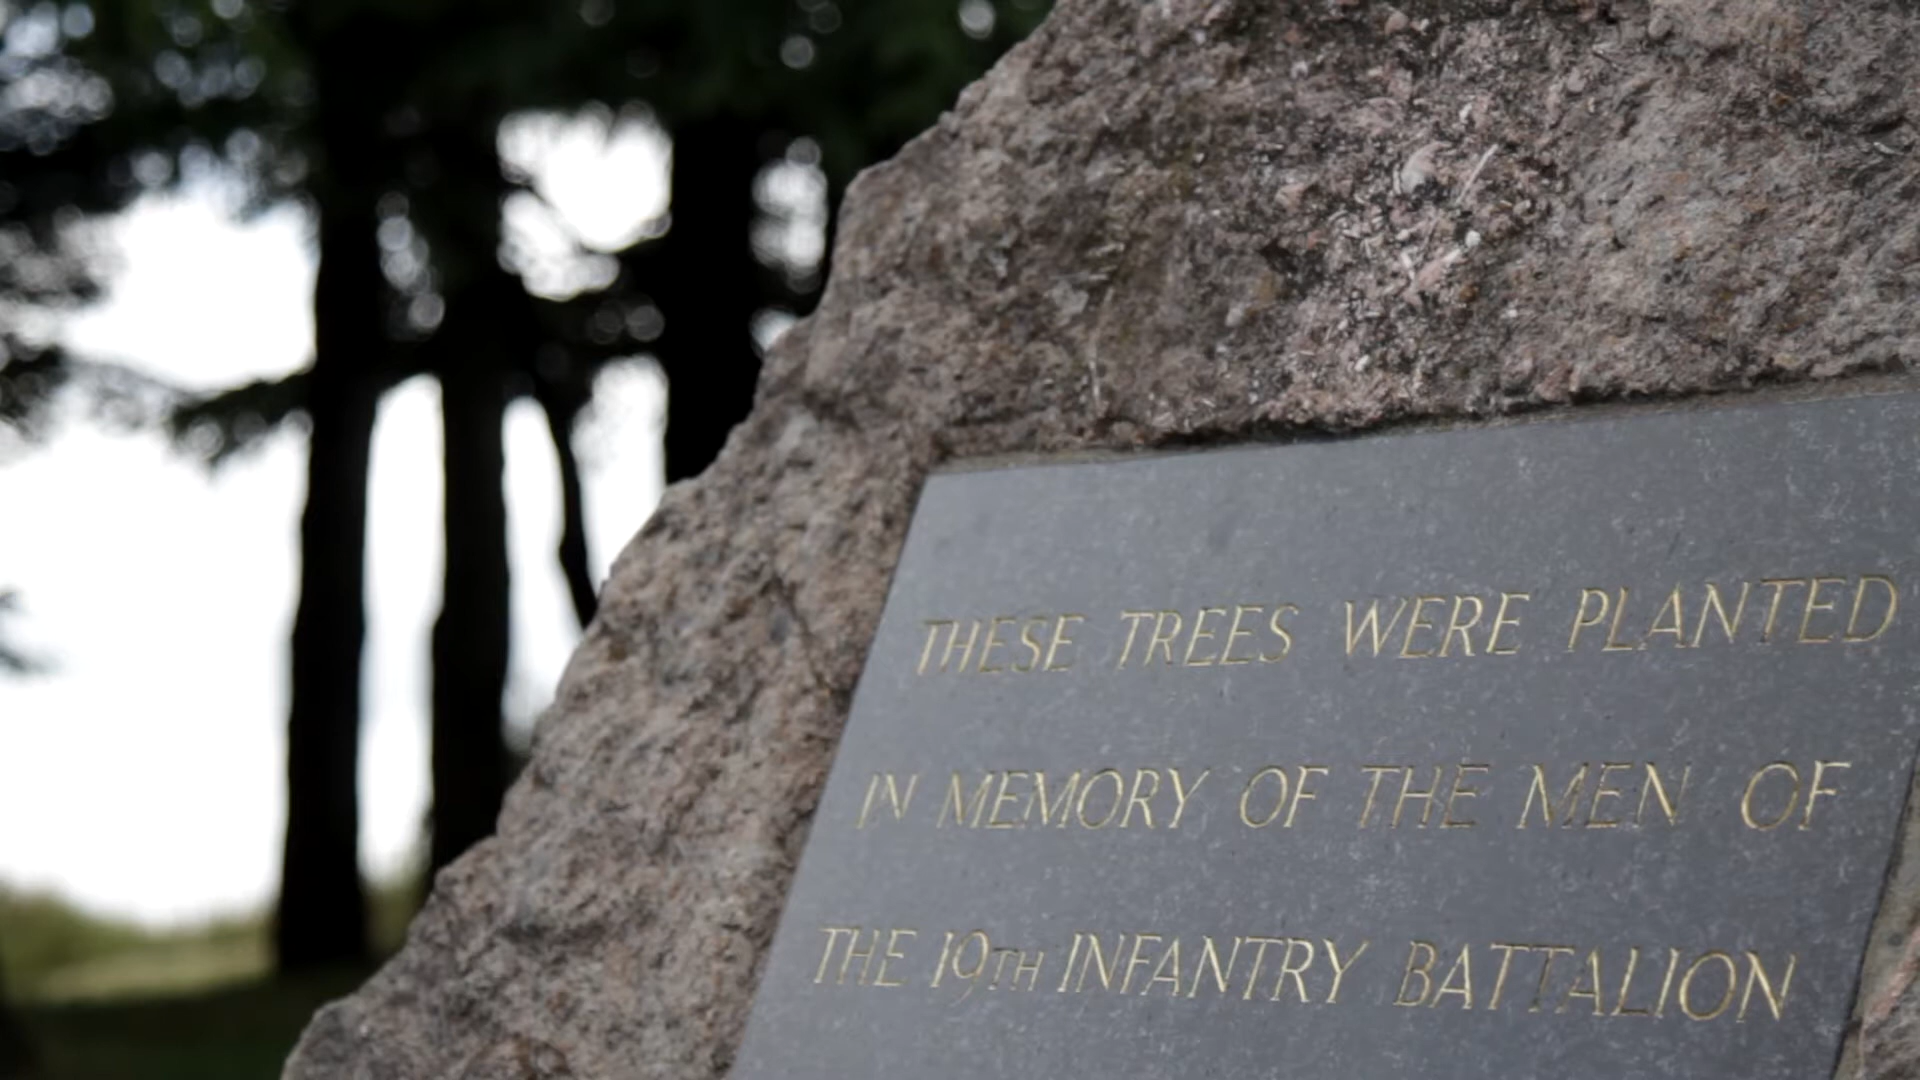 THESE TREES WERE PLANTED
IN MEMORY OF THE MEN OF
THE 19TH INFANTRY BATTALION